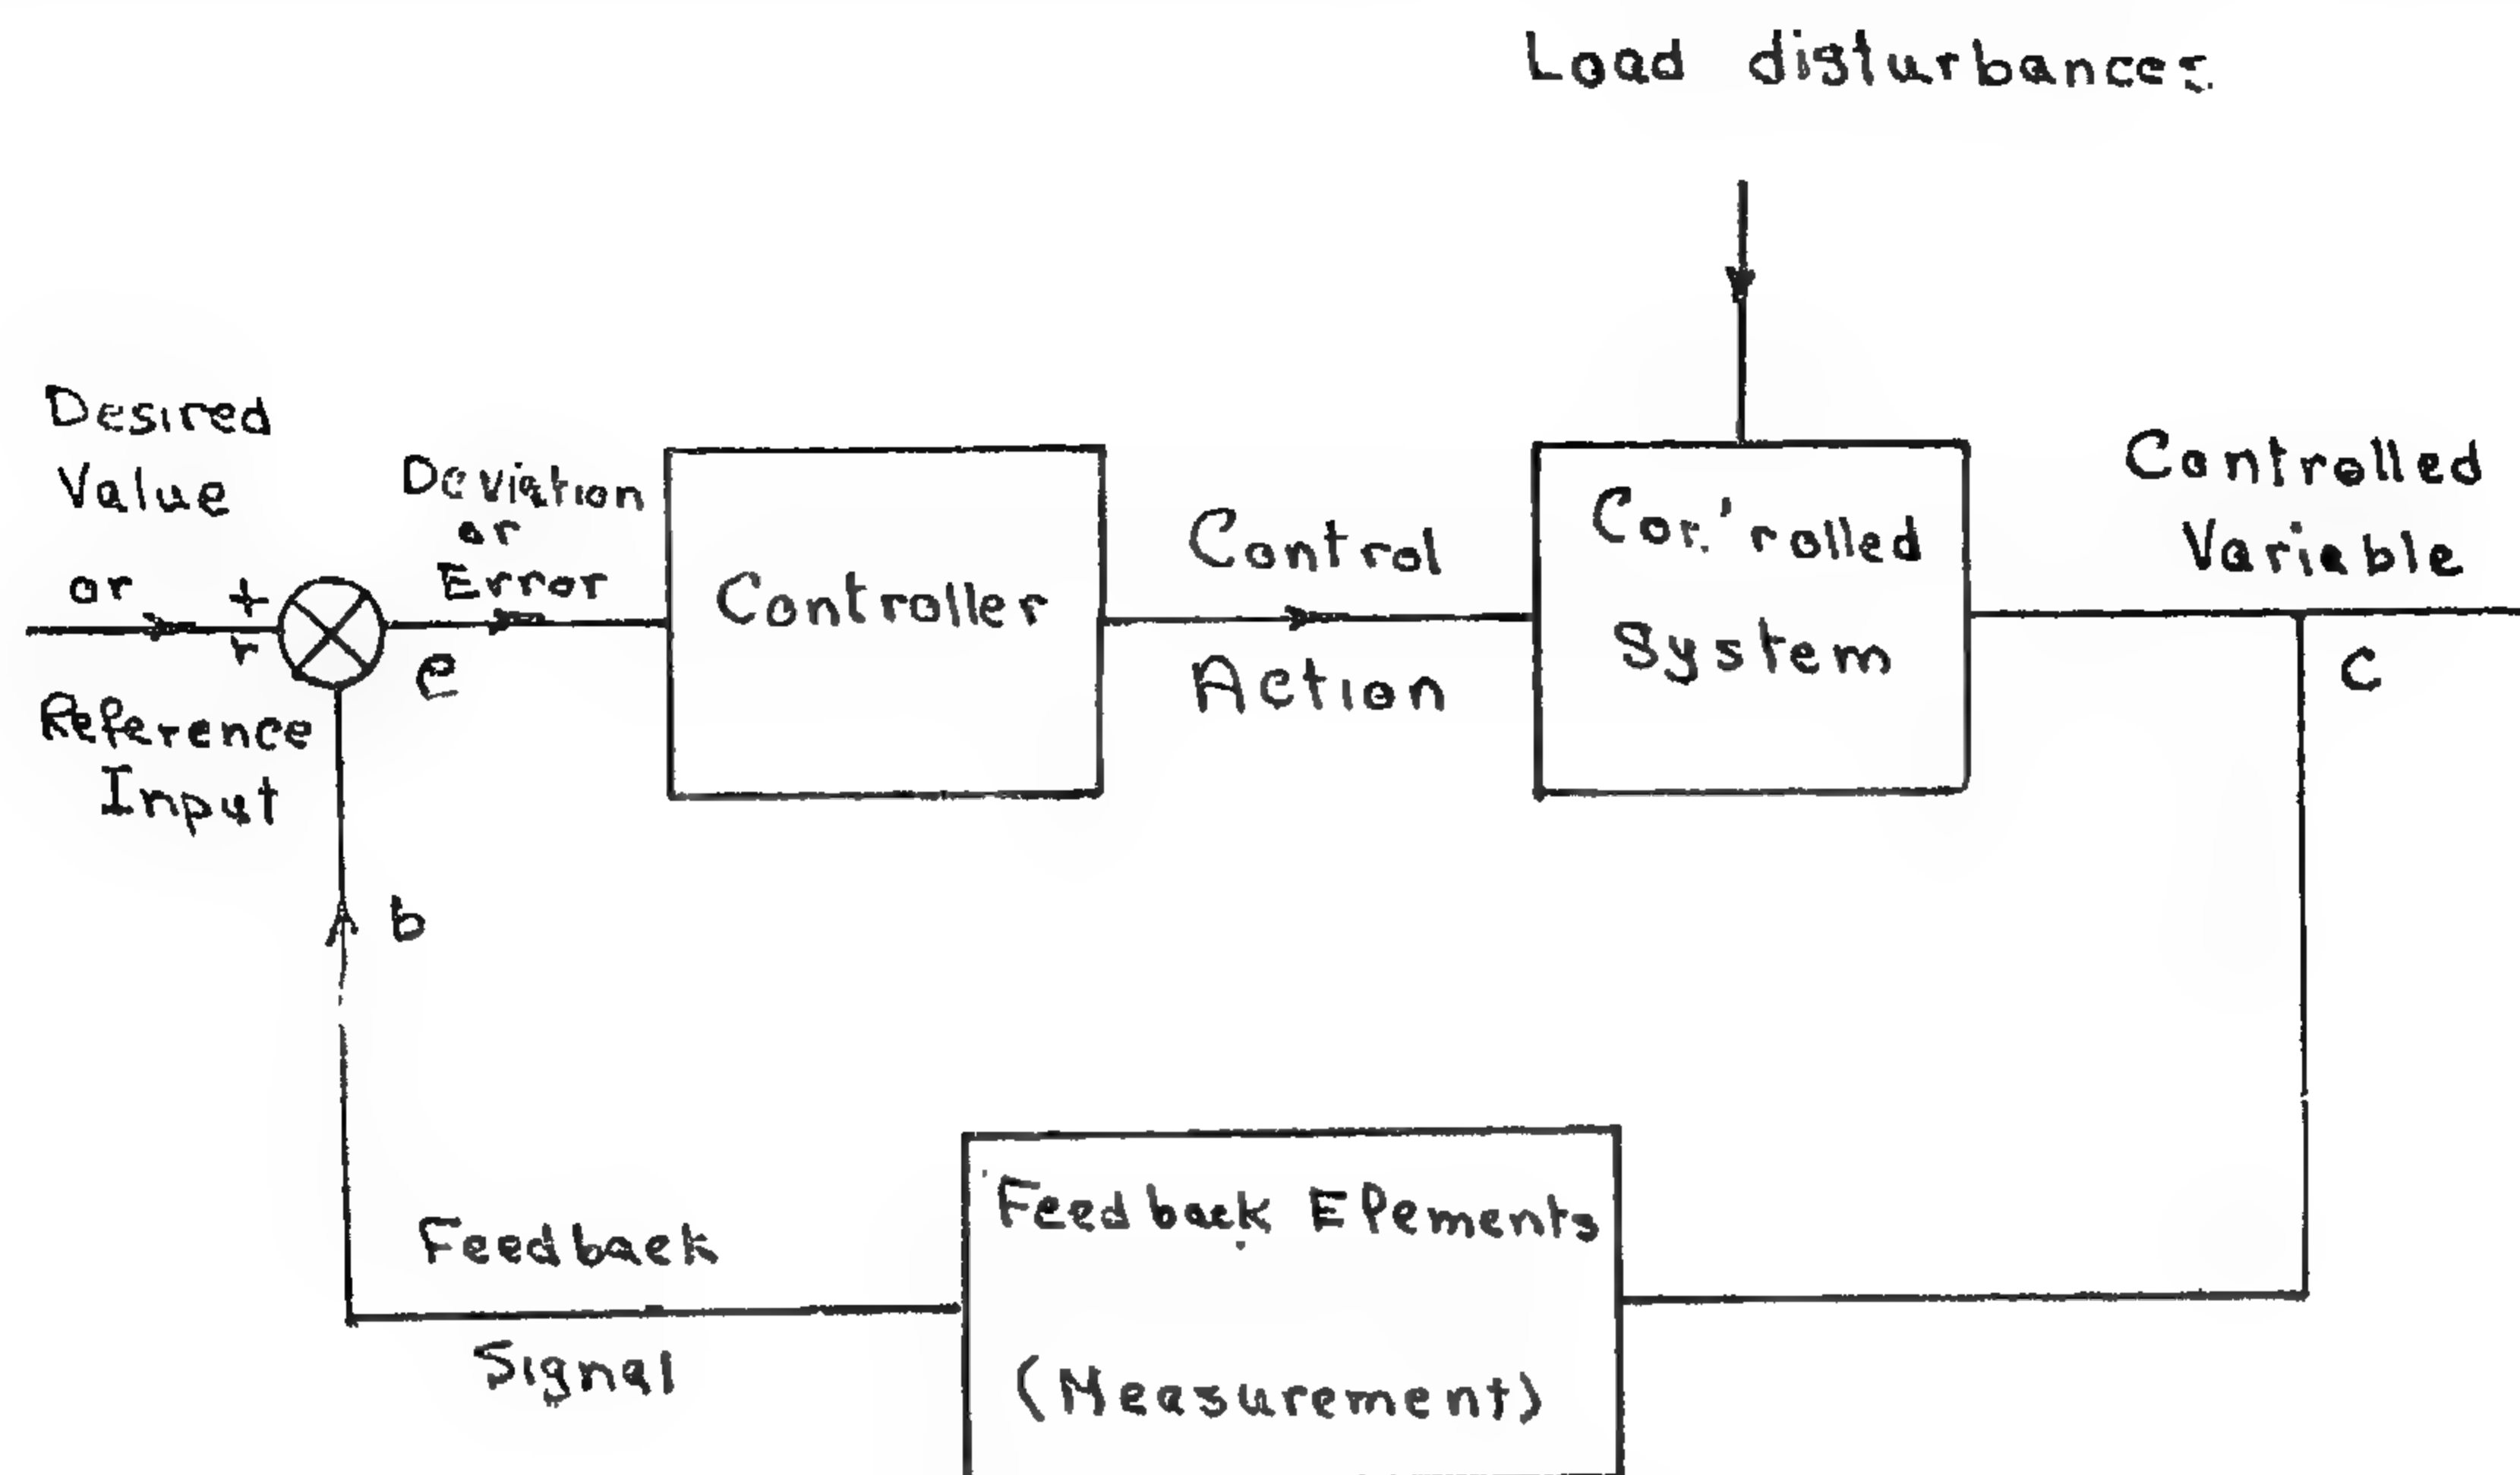 Load disturbances
Desired
Value
or
+
r
Reference
Input
Deviation
or
Error
e
Controller
Control
Action
Controlled
System
Controlled
Variable
C
b
Feedback
Signal
Feedback Elements
(Measurement)